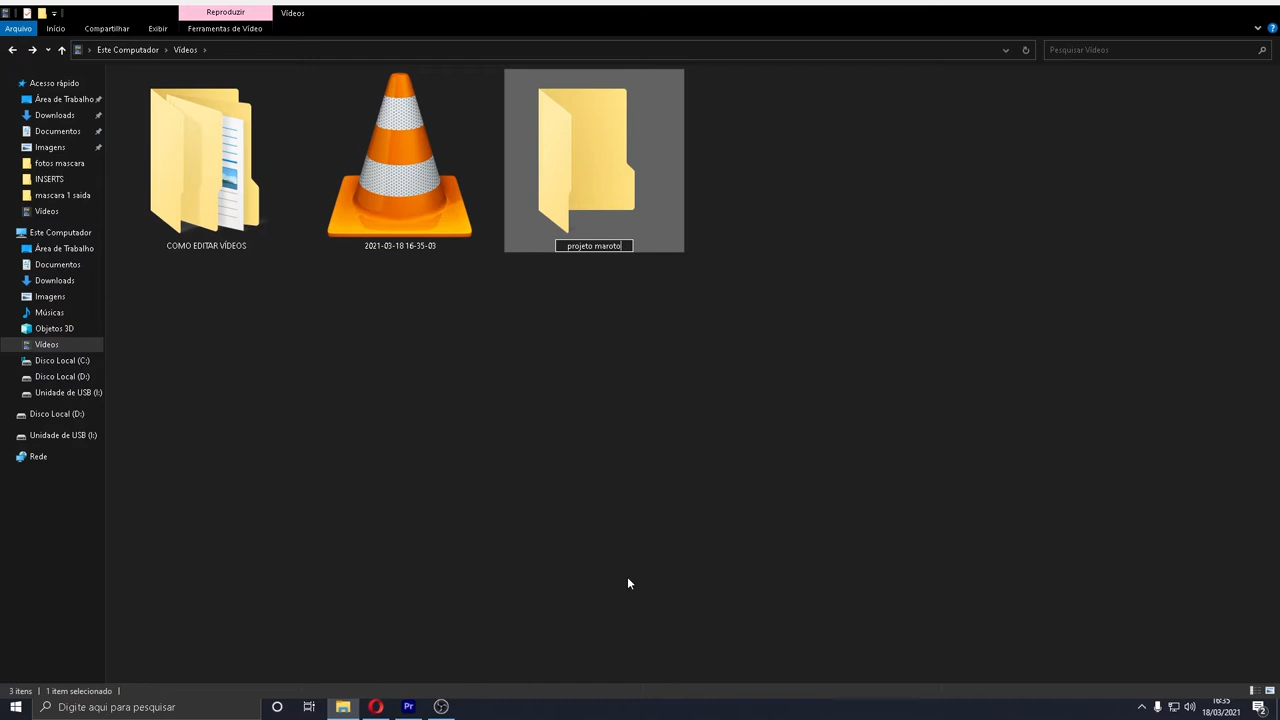 Reproduzir
Vídeos
Arquivo
Início
Compartilhar
Exibir
Ferramentas de Vídeo
Este Computador
Vídeos
Pesquisar Vídeos
Acesso rápido
Área de Trabalho
Downloads
Documentos
Imagens
fotos mascara
INSERTS
mascara 1 saida
Vídeos
Este Computador
Área de Trabalho
Documentos
Downloads
Imagens
Músicas
Objetos 3D
Vídeos
Disco Local (C:)
Disco Local (D:)
Unidade de USB (I:)
Disco Local (D:)
Unidade de USB (I:)
Rede
COMO EDITAR VÍDEOS
2021-03-18 16-35-03
projeto maroto
3 itens
1 item selecionado
Digite aqui para pesquisar
Pr
16:35
18/03/2021
2